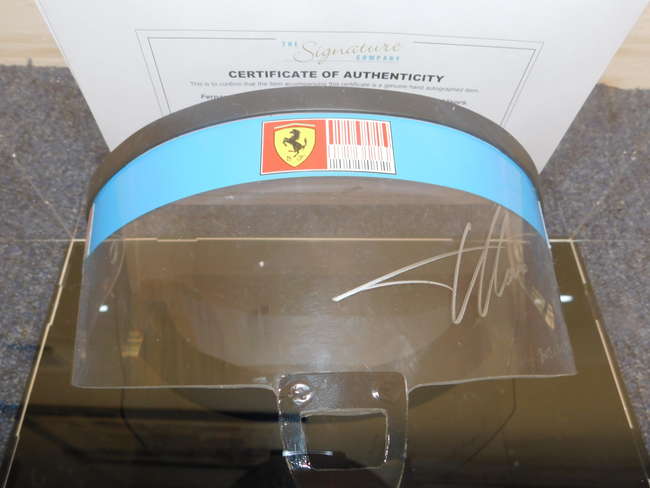 THE
Signature
COMPANY
CERTIFICATE OF AUTHENTICITY
This is to confirm that the item accompanying this certificate is a genuine hand autographed item.
S F